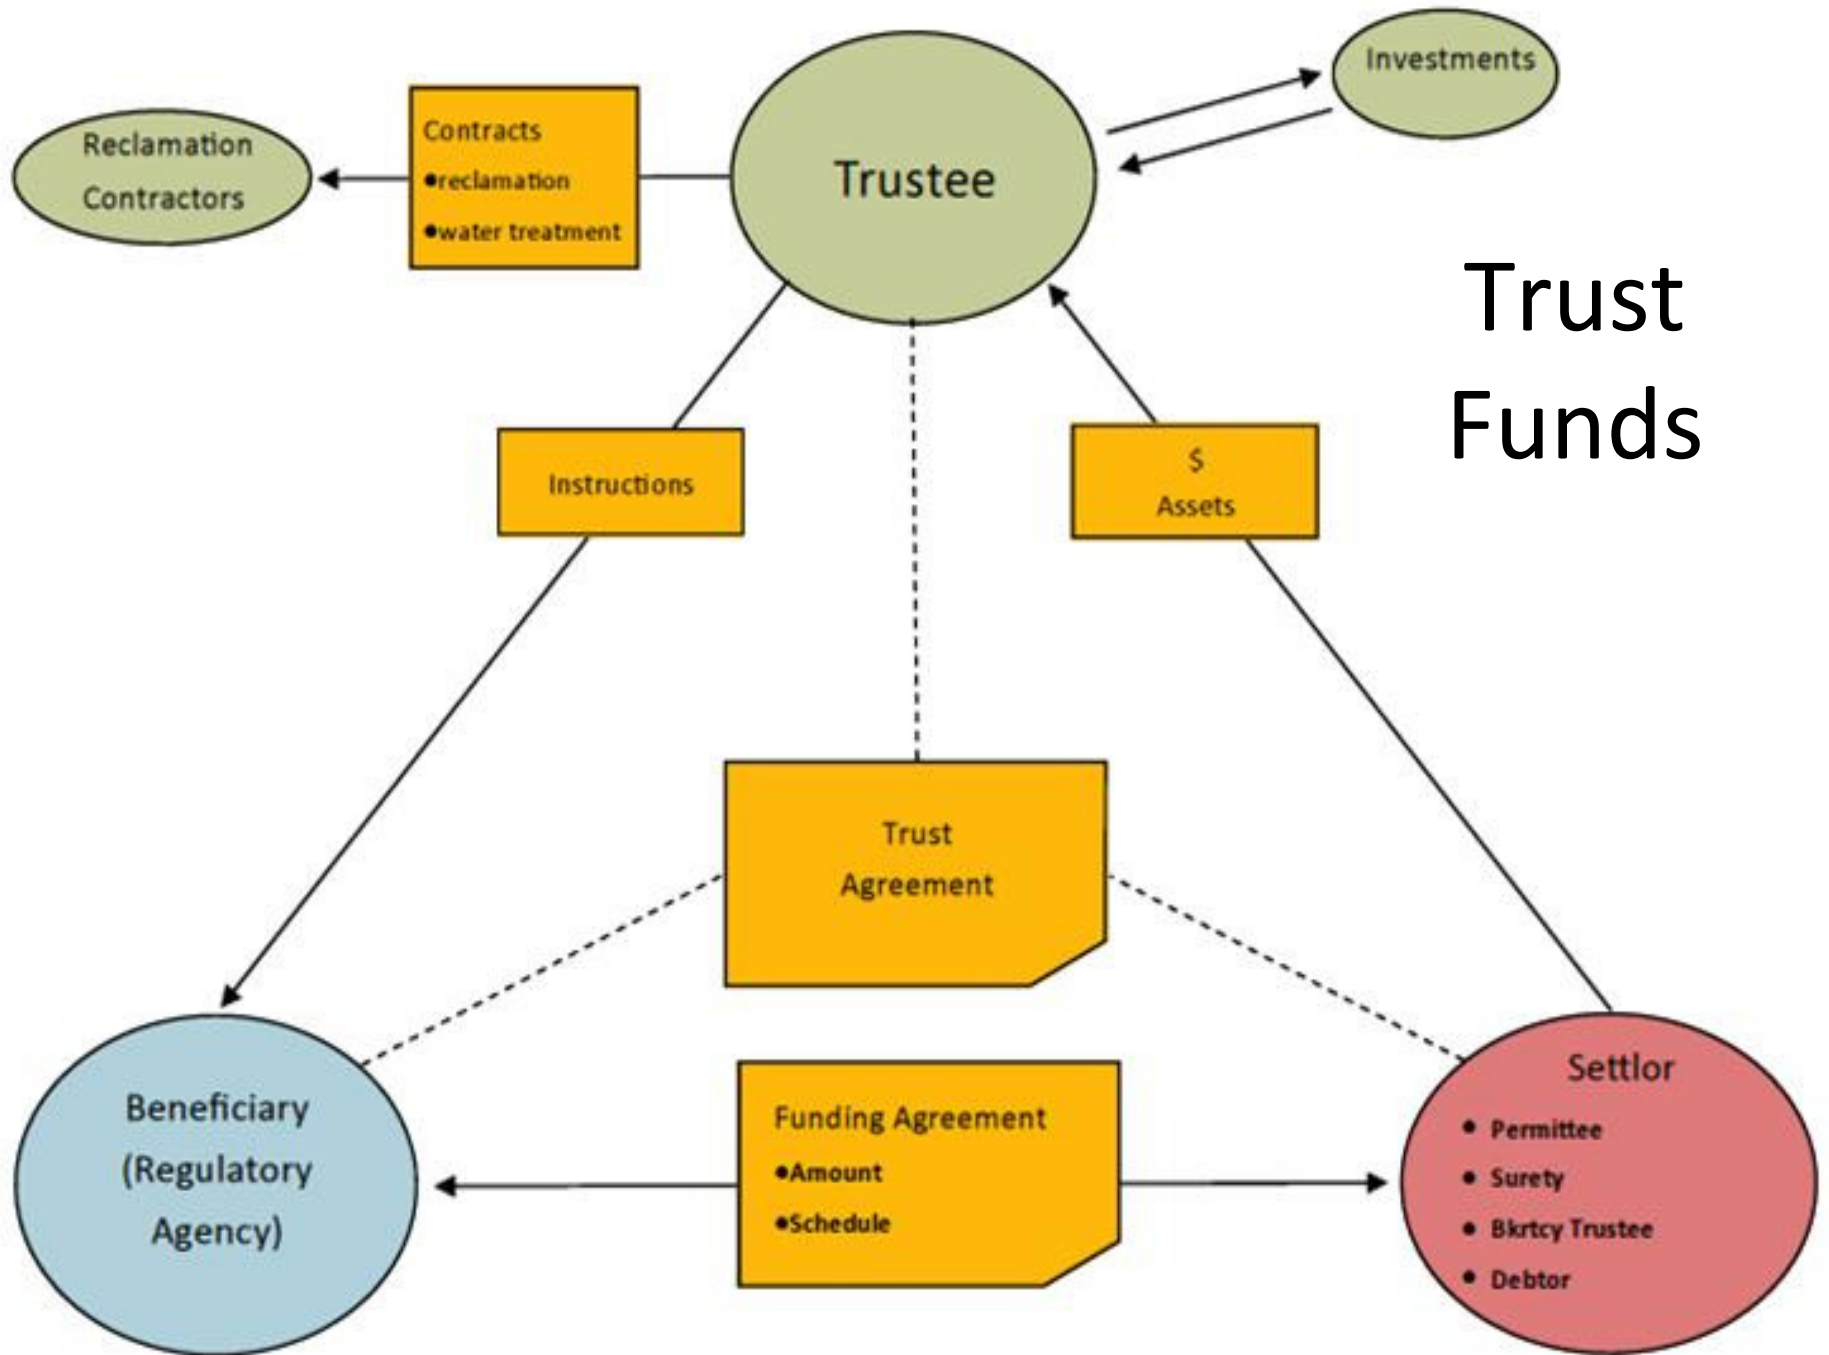 Investments
Reclamation
Contractors
Contracts
•reclamation
•water treatment
Trustee
Trust
Funds
Instructions
$
Assets
Trust
Agreement
Beneficiary
(Regulatory
Agency)
Funding Agreement
•Amount
•Schedule
Settlor
• Permittee
• Surety
• Bkrtcy Trustee
• Debtor